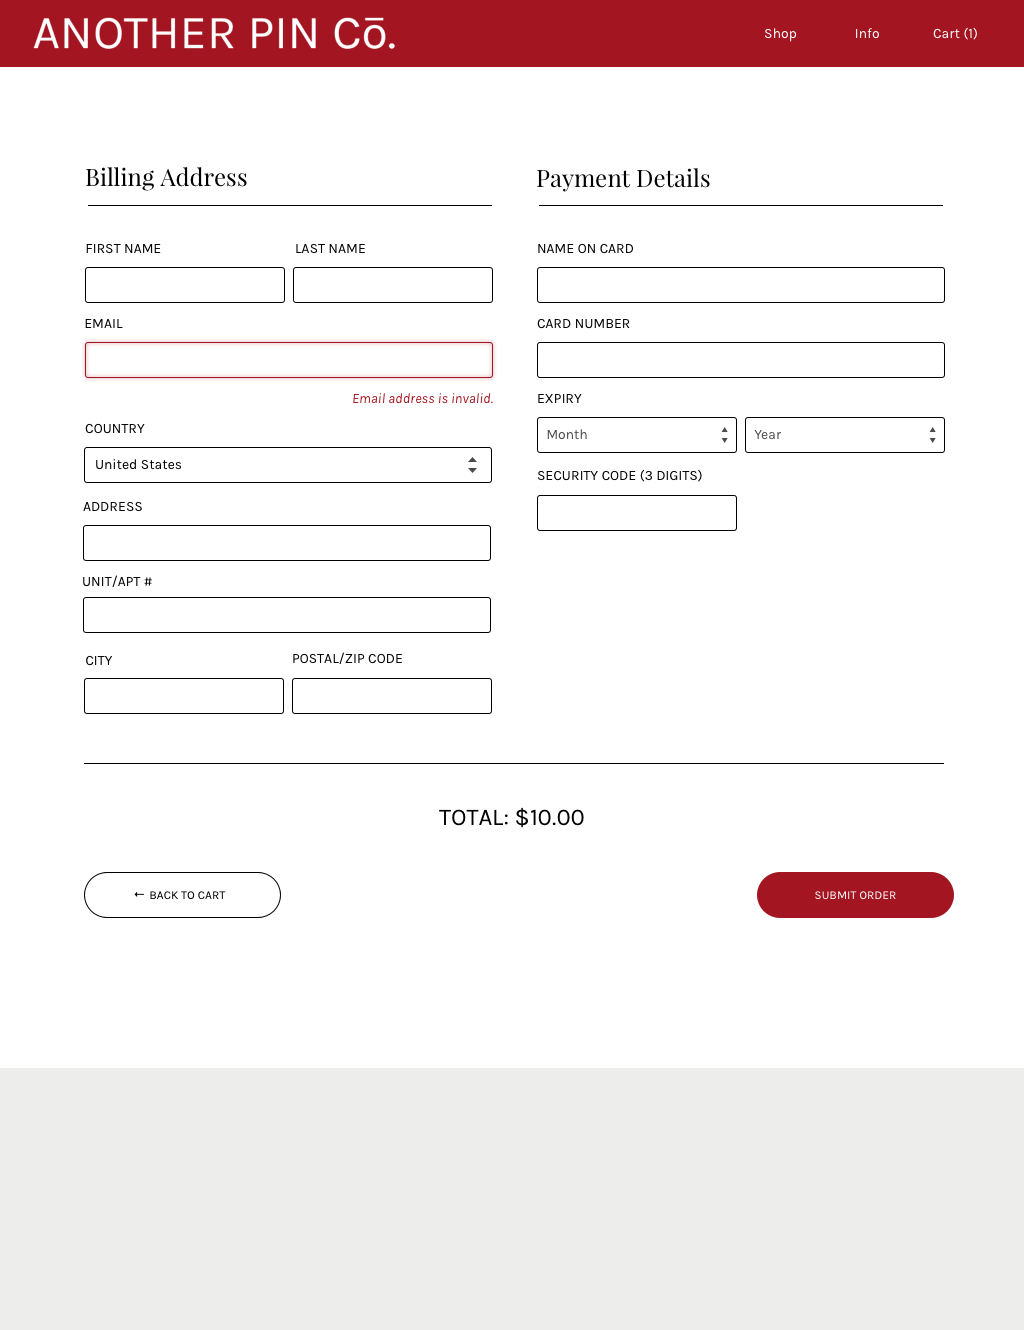 ANOTHER PIN Cō.
Shop Info Cart (1)
Billing Address
FIRST NAME LAST NAME
EMAIL
Email address is invalid.
COUNTRY
United States
ADDRESS
UNIT/APT #
CITY POSTAL/ZIP CODE
Payment Details
NAME ON CARD
CARD NUMBER
EXPIRY
Month Year
SECURITY CODE (3 DIGITS)
TOTAL: $10.00
← BACK TO CART
SUBMIT ORDER